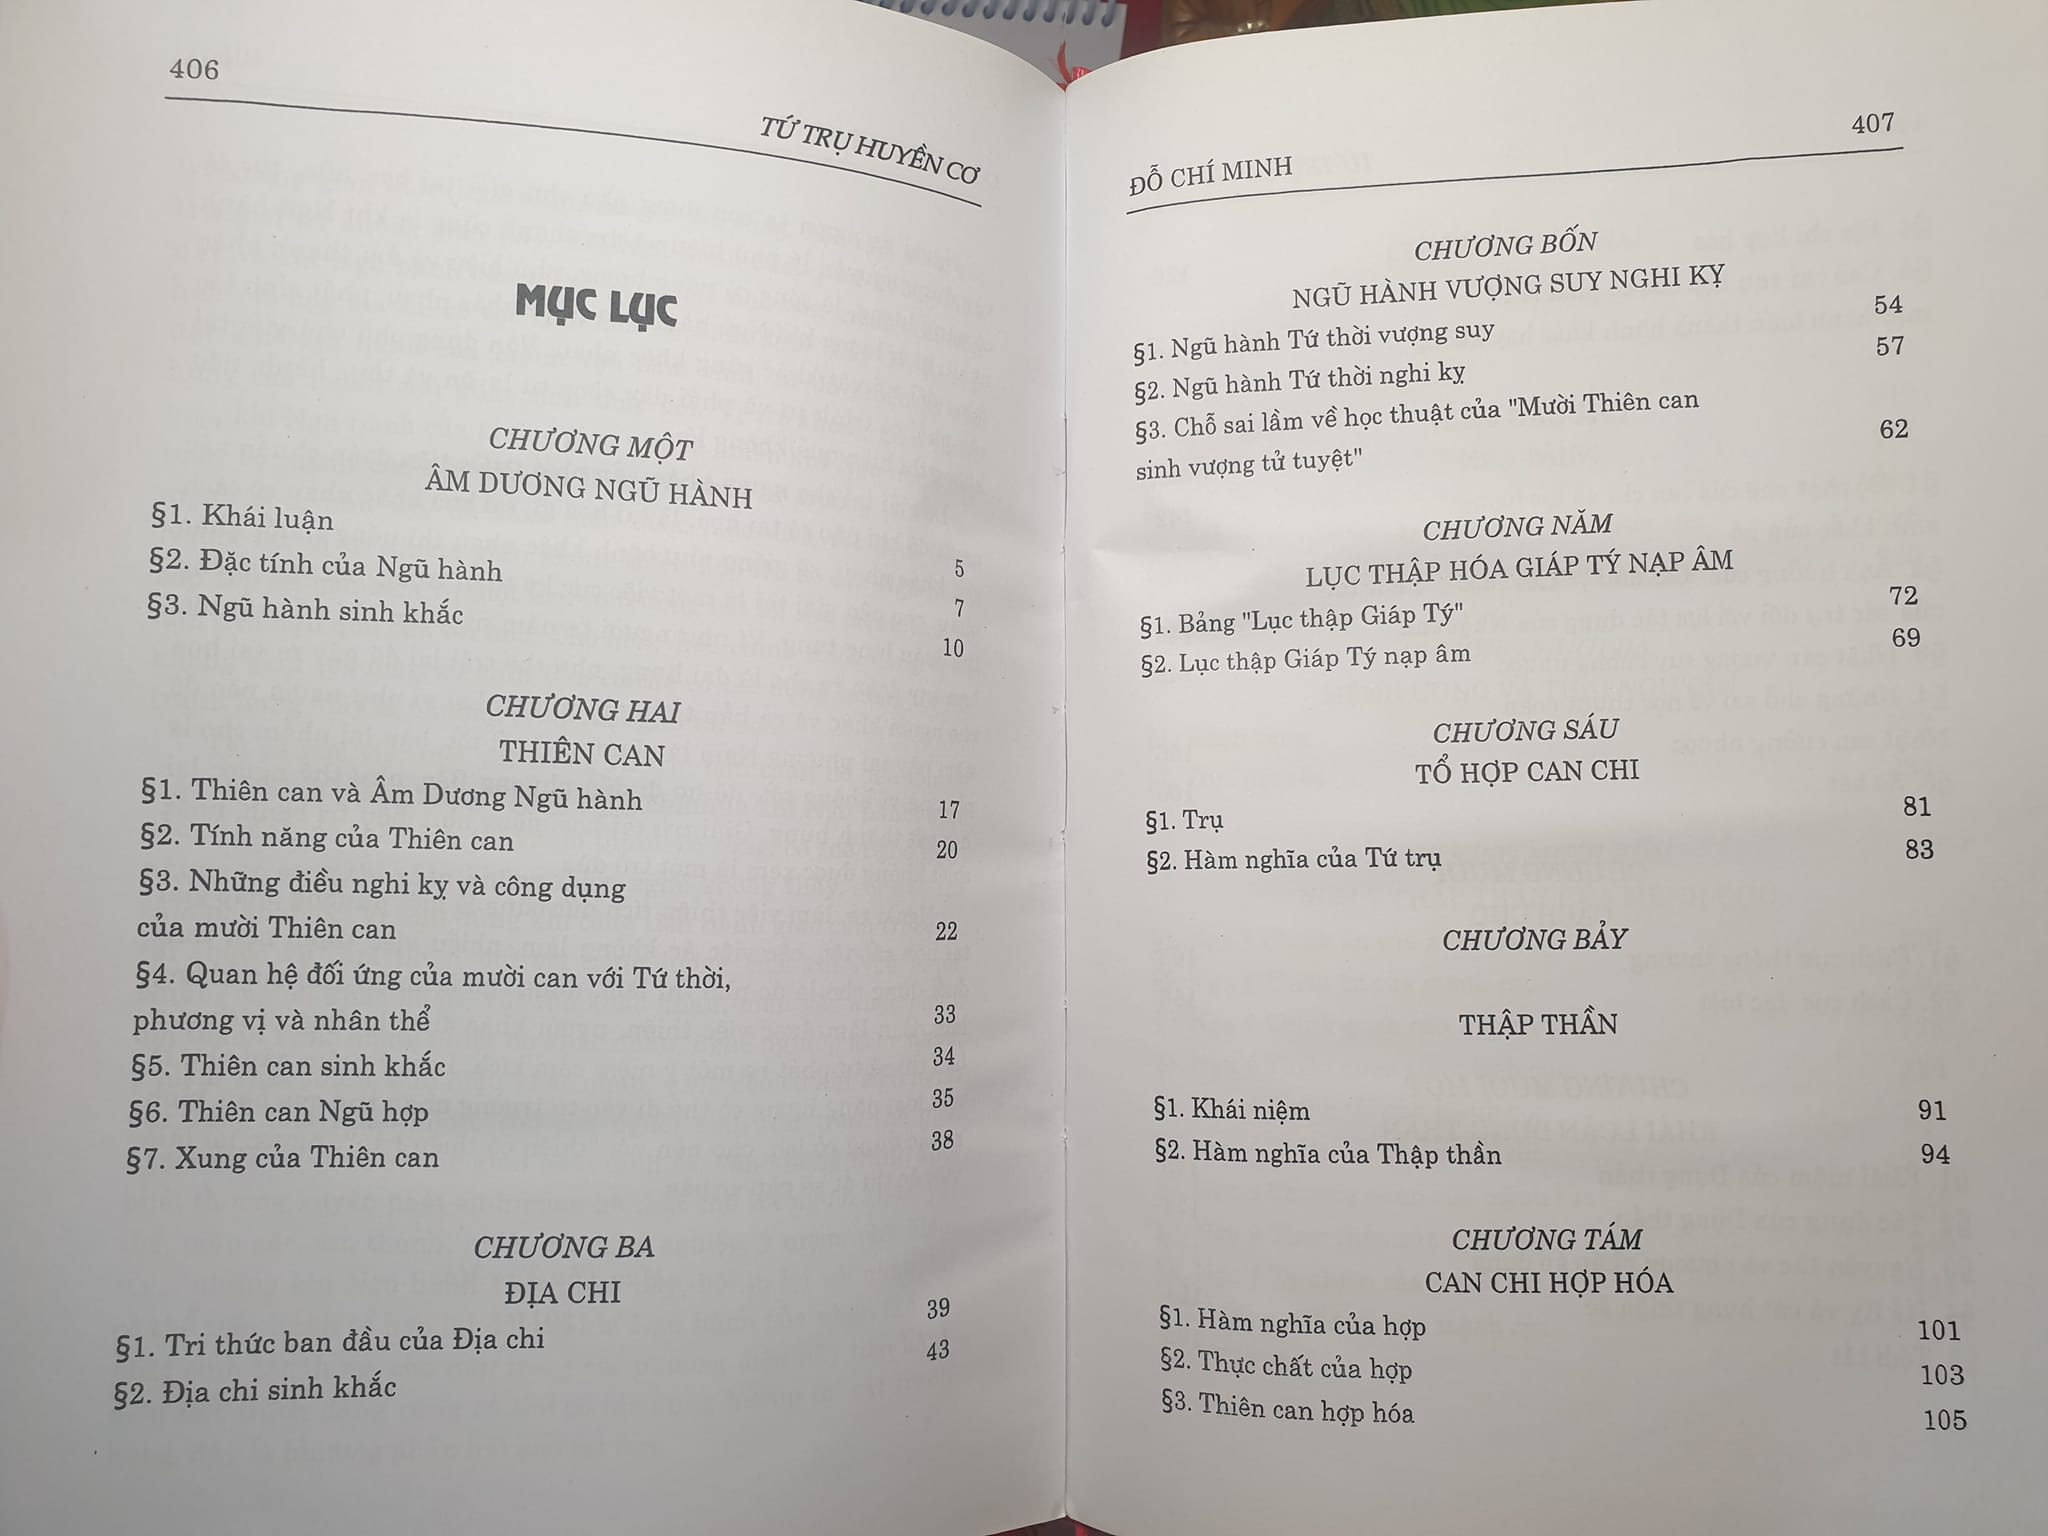 406
TỨ TRỤ HUYỀN CƠ
MỤC LỤC
CHƯƠNG MỘT
ÂM DƯƠNG NGŨ HÀNH
§1. Khái luận 5
§2. Đặc tính của Ngũ hành 7
§3. Ngũ hành sinh khắc 10
CHƯƠNG HAI
THIÊN CAN
§1. Thiên can và Âm Dương Ngũ hành 17
§2. Tính năng của Thiên can 20
§3. Những điều nghi kỵ và công dụng
của mười Thiên can 22
§4. Quan hệ đối ứng của mười can với Tứ thời,
phương vị và nhân thể 33
§5. Thiên can sinh khắc 34
§6. Thiên can Ngũ hợp 35
§7. Xung của Thiên can 38
CHƯƠNG BA
ĐỊA CHI
§1. Tri thức ban đầu của Địa chi 39
§2. Địa chi sinh khắc 43
407
ĐỖ CHÍ MINH
CHƯƠNG BỐN
NGŨ HÀNH VƯỢNG SUY NGHI KỴ
§1. Ngũ hành Tứ thời vượng suy 54
§2. Ngũ hành Tứ thời nghi kỵ 57
§3. Chỗ sai lầm về học thuật của "Mười Thiên can
sinh vượng tử tuyệt" 62
CHƯƠNG NĂM
LỤC THẬP HÓA GIÁP TÝ NẠP ÂM
§1. Bảng "Lục thập Giáp Tý" 72
§2. Lục thập Giáp Tý nạp âm 69
CHƯƠNG SÁU
TỔ HỢP CAN CHI
§1. Trụ 81
§2. Hàm nghĩa của Tứ trụ 83
CHƯƠNG BẢY
THẬP THẦN
§1. Khái niệm 91
§2. Hàm nghĩa của Thập thần 94
CHƯƠNG TÁM
CAN CHI HỢP HÓA
§1. Hàm nghĩa của hợp 101
§2. Thực chất của hợp 103
§3. Thiên can hợp hóa 105